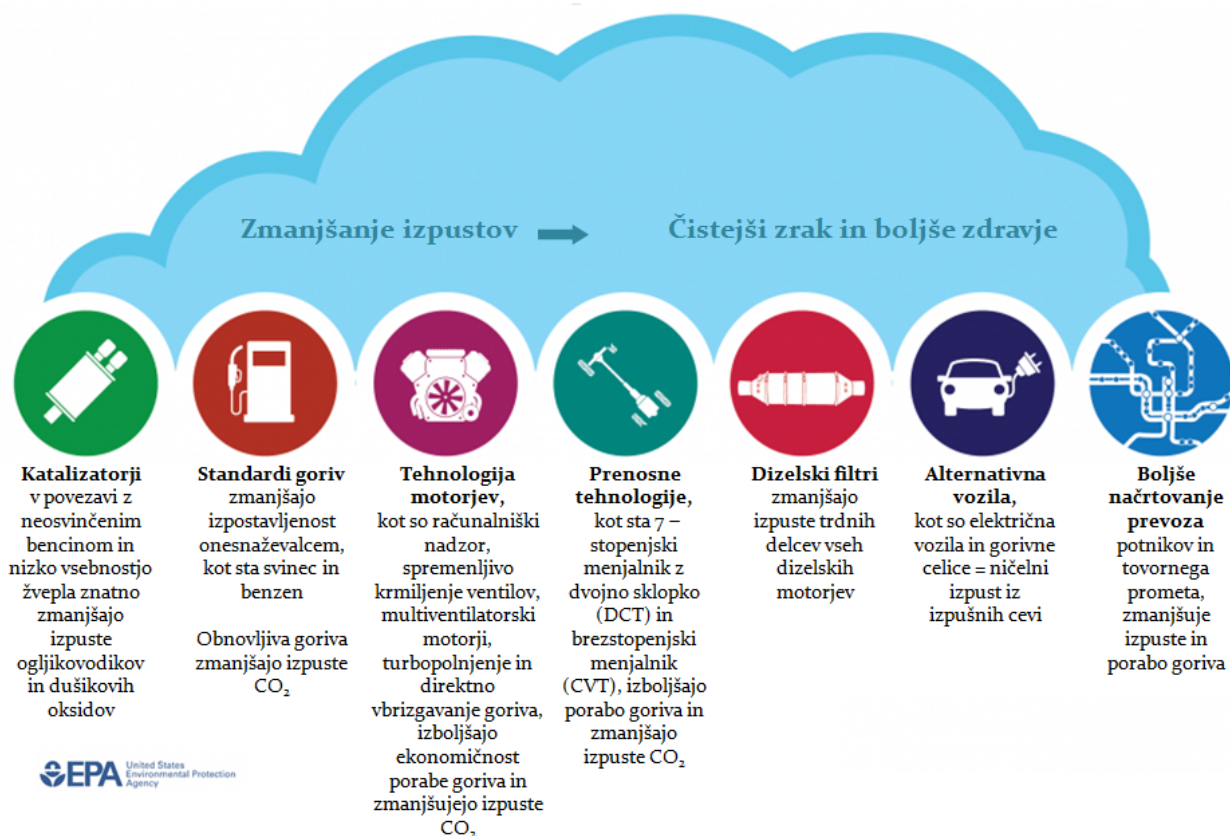 Zmanjšanje izpustov
Čistejši zrak in boljše zdravje
Katalizatorji
v povezavi z
neosvinčenim
bencinom in
nizko vsebnostjo
žvepla znatno
zmanjšajo
izpuste
ogljikovodikov
in dušikovih
oksidov
Standardi goriv
zmanjšajo
izpostavljenost
onesnaževalcem,
kot sta svinec in
benzen
Obnovljiva goriva
zmanjšajo izpuste
CO₂
Tehnologija
motorjev,
kot so računalniški
nadzor,
spremenljivo
krmiljenje ventilov,
multiventilatorski
motorji,
turbopolnjenje in
direktno
vbrizgavanje goriva,
izboljšajo
ekonomičnost
porabe goriva in
zmanjšujejo izpuste
CO₂
Prenosne
tehnologije,
kot sta 7 –
stopenjski
menjalnik z
dvojno sklopko
(DCT) in
brezstopenjski
menjalnik
(CVT), izboljšajo
porabo goriva in
zmanjšajo
izpuste CO₂
Dizelski filtri
zmanjšajo
izpuste trdnih
delcev vseh
dizelskih
motorjev
Alternativna
vozila,
kot so električna
vozila in gorivne
celice = ničelni
izpust iz
izpušnih cevi
Boljše
načrtovanje
prevoza
potnikov in
tovornega
prometa,
zmanjšuje
izpuste in
porabo goriva
EPA
United States
Environmental Protection
Agency